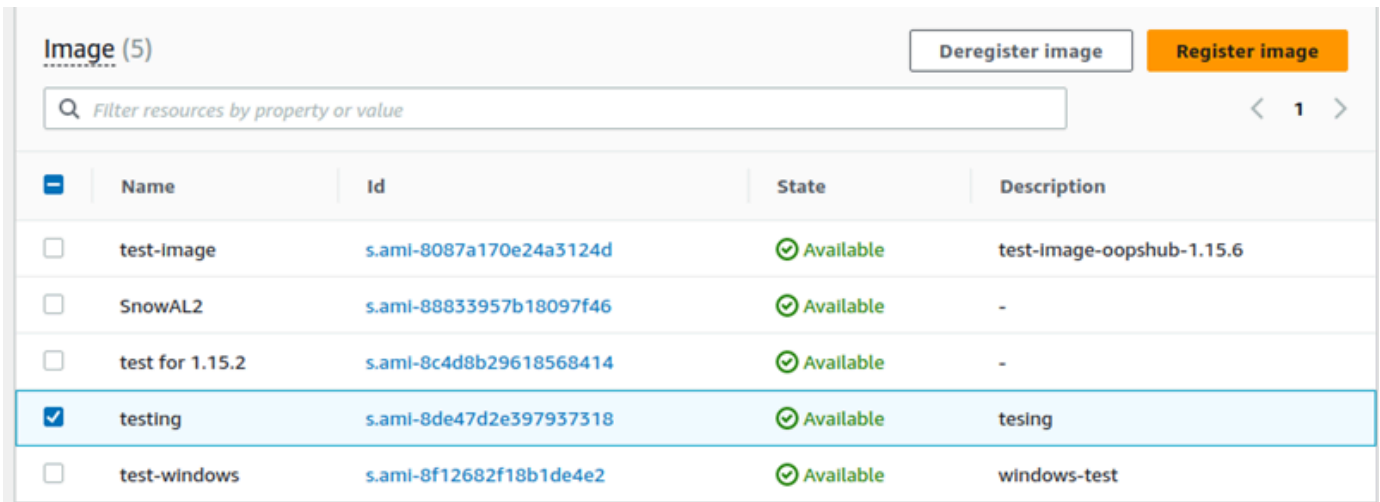 Image (5) Deregister image Register image
Filter resources by property or value 1
Name Id State Description
test-image s.ami-8087a170e24a3124d Available test-image-oopshub-1.15.6
SnowAL2 s.ami-88833957b18097f46 Available -
test for 1.15.2 s.ami-8c4d8b29618568414 Available -
testing s.ami-8de47d2e397937318 Available tesing
test-windows s.ami-8f12682f18b1de4e2 Available windows-test